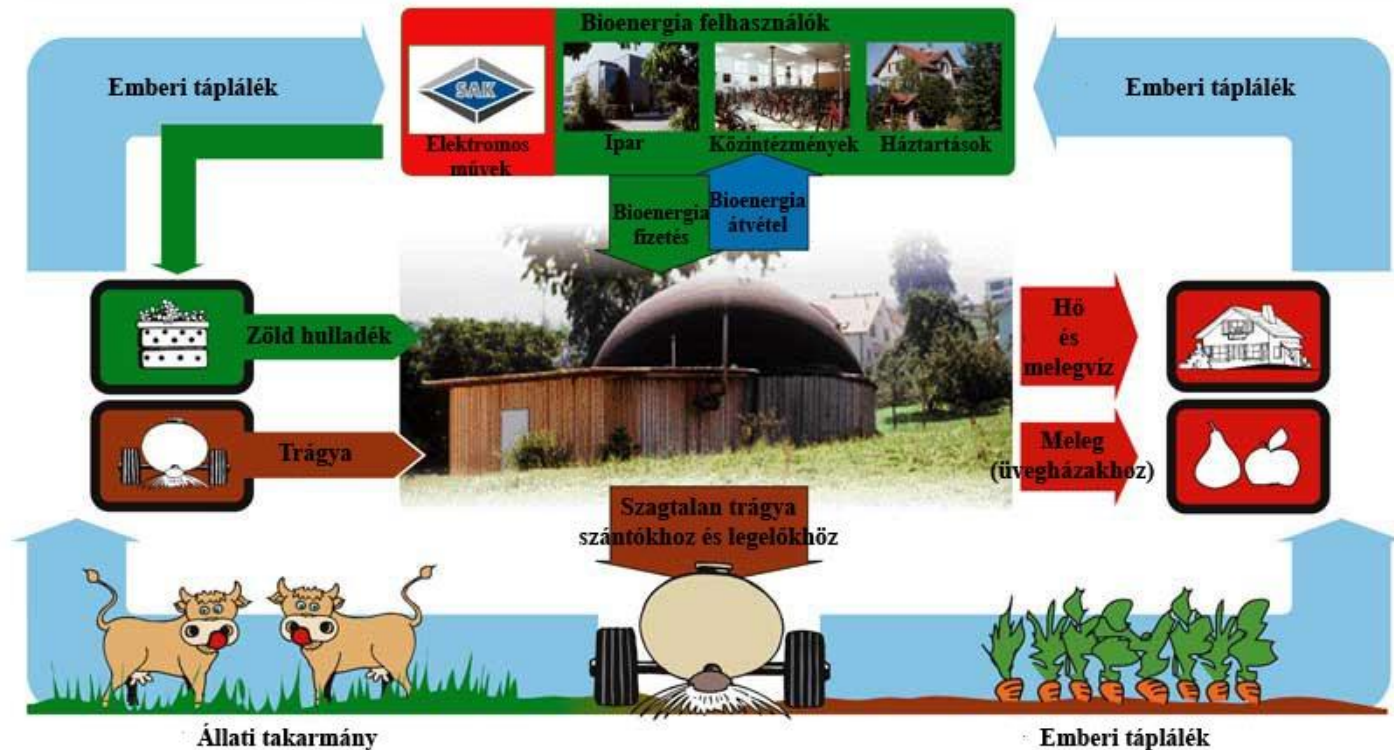 Bioenergia felhasználók
Emberi táplálék
SAK
Emberi táplálék
Elektromos
művek
Ipar
Közintézmények
Háztartások
Bioenergia
fizetés
Bioenergia
átvétel
Zöld hulladék
Hö
és
melegvíz
Trágya
Meleg
(üvegházakhoz)
Szagtalan trágya
szántókhoz és legelőkhöz
Állati takarmány
Emberi táplálék